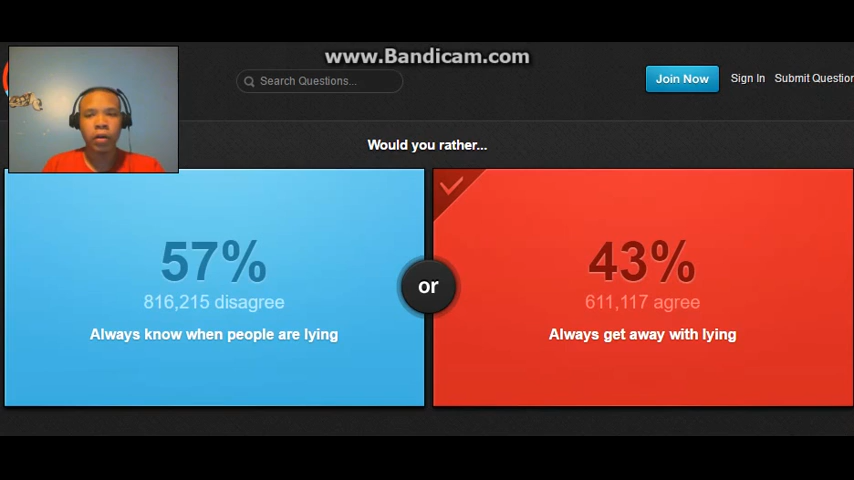 www.Bandicam.com
Search Questions...
Join Now
Sign In
Submit Question
Would you rather...
57%
816,215 disagree
Always know when people are lying
or
43%
611,117 agree
Always get away with lying